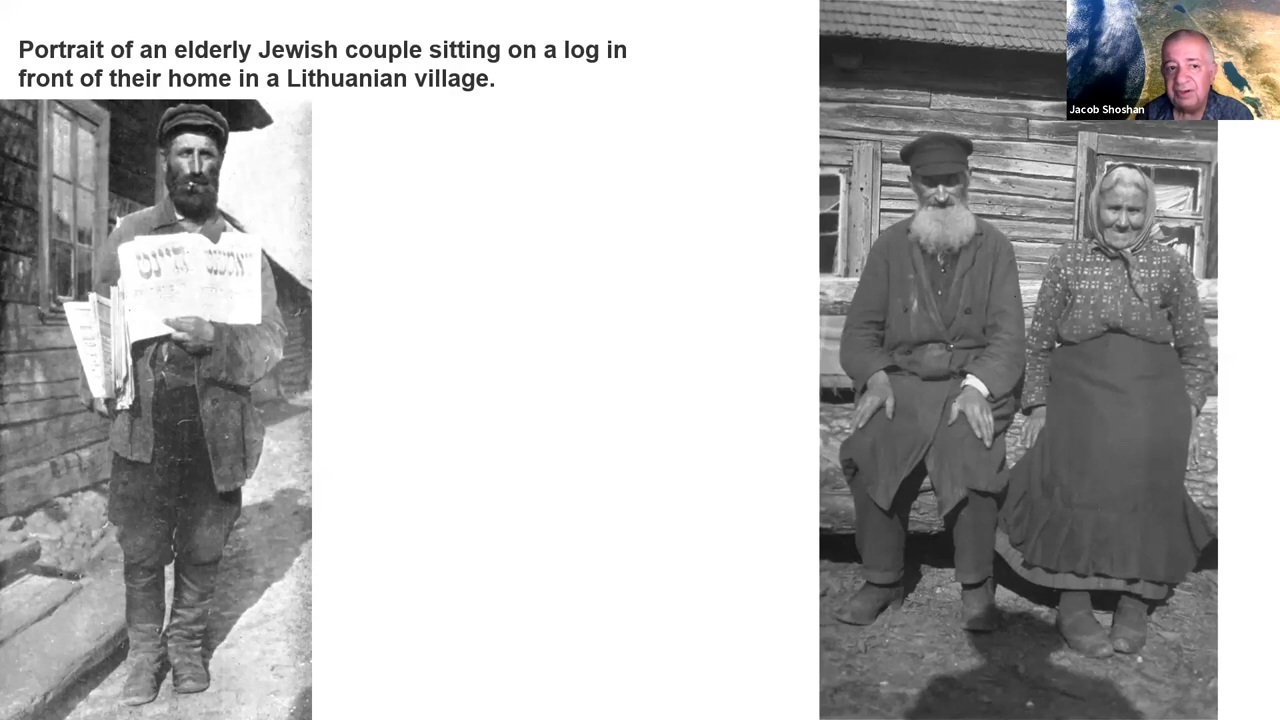 Portrait of an elderly Jewish couple sitting on a log in
front of their home in a Lithuanian village.
Jacob Shoshan
היינט